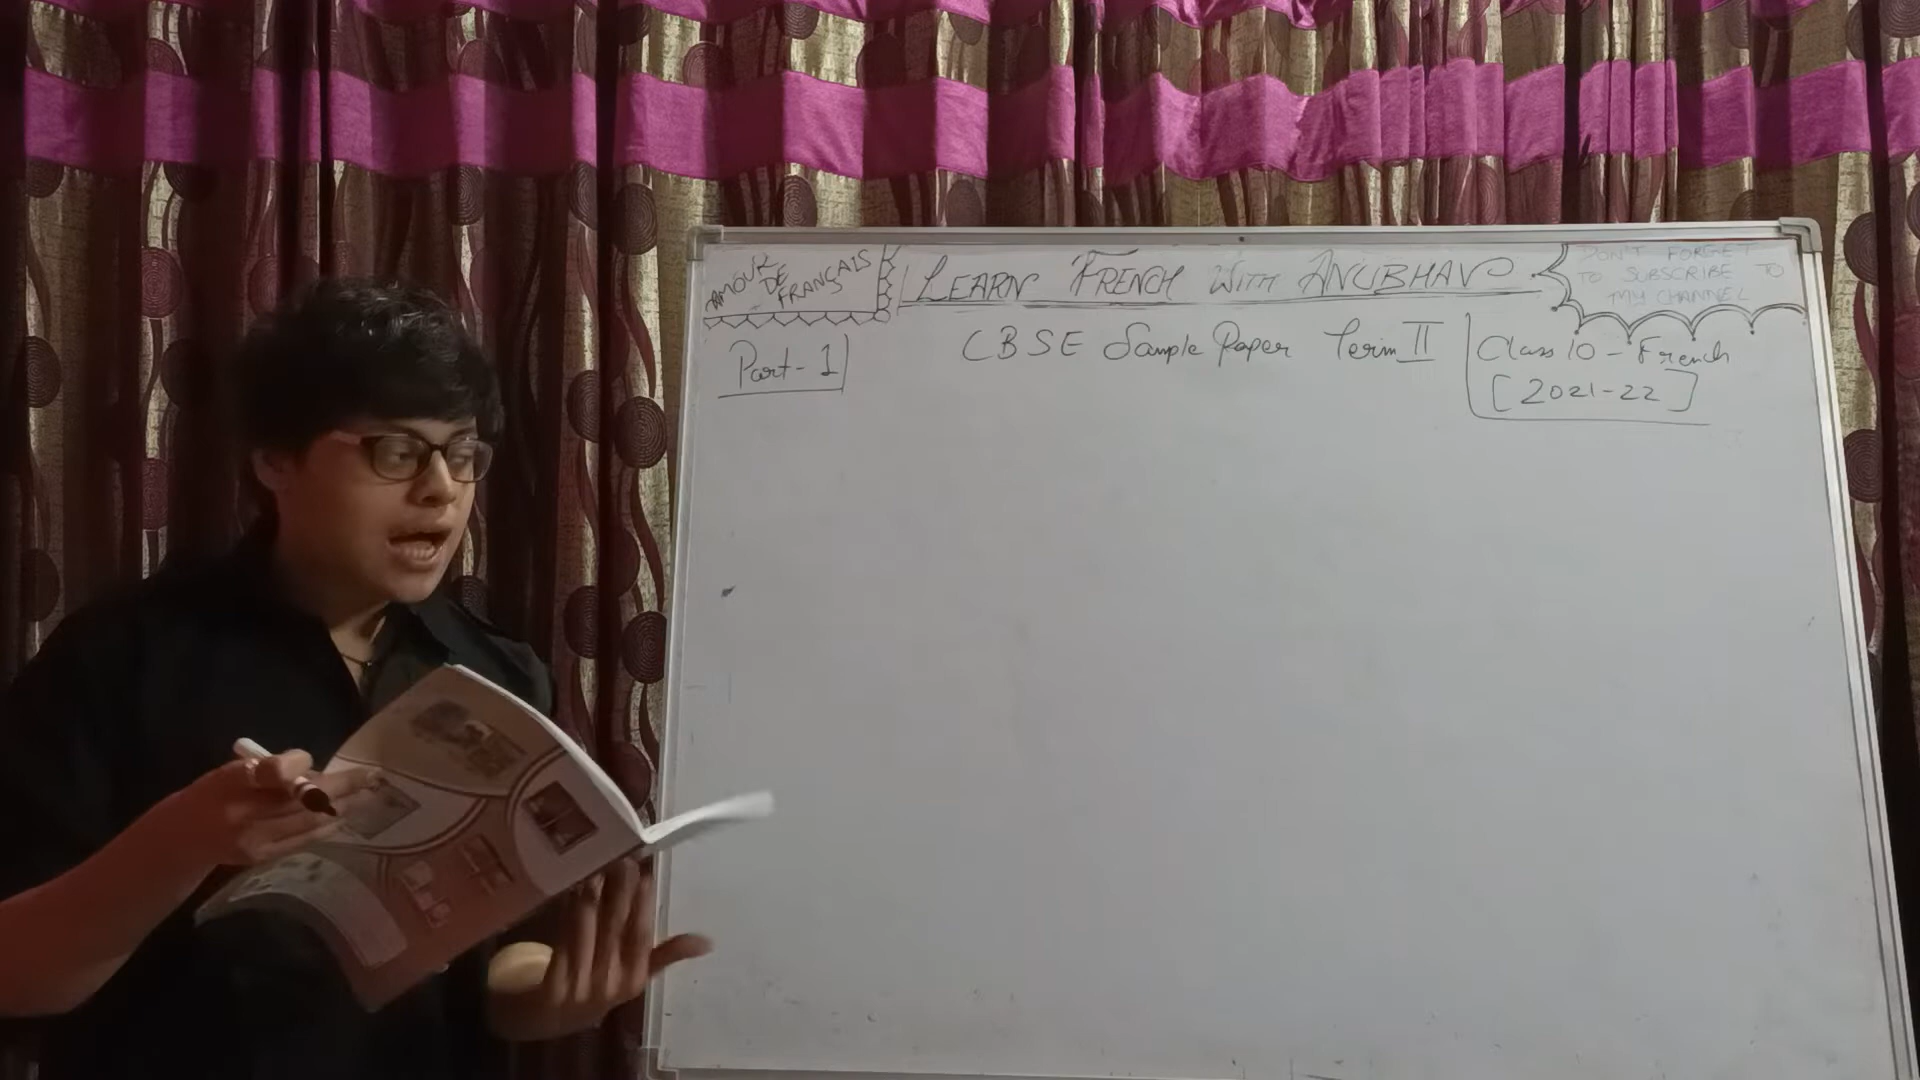 AMOUR
DE
FRANÇAIS
LEARN FRENCH WITH ANUBHAV
DON'T FORGET
TO SUBSCRIBE TO
MY CHANNEL
Part-1
CBSE Sample Paper Term II
Class 10 - French
[2021-22]